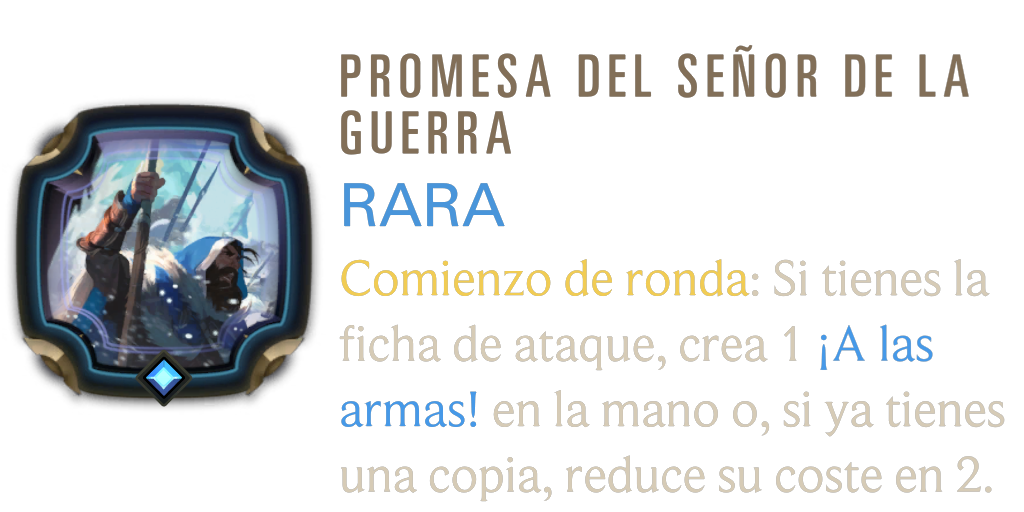 PROMESA DEL SEÑOR DE LA
GUERRA
RARA
Comienzo de ronda: Si tienes la
ficha de ataque, crea 1 ¡A las
armas! en la mano o, si ya tienes
una copia, reduce su coste en 2.